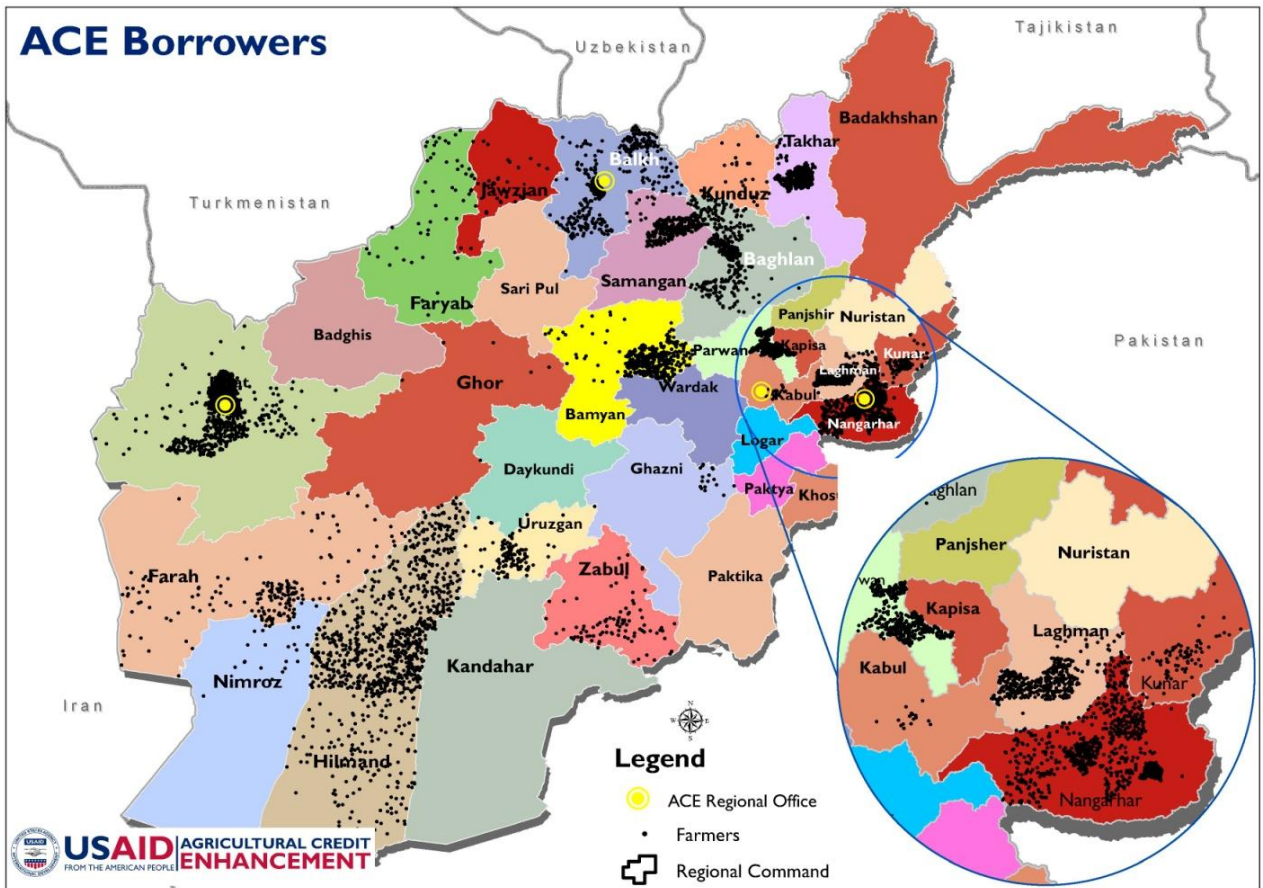 ACE Borrowers
Uzbekistan
Tajikistan
Turkmenistan
Pakistan
Iran
Badakhshan
Takhar
Balkh
Kunduz
Jawzjan
Baghlan
Samangan
Sari Pul
Faryab
Badghis
Panjshir
Nuristan
Parwan
Kapisa
Kunar
Laghman
Ghor
Wardak
Kabul
Bamyan
Nangarhar
Logar
Daykundi
Ghazni
Paktya
Uruzgan
Farah
Zabul
Paktika
Kandahar
Nimroz
Hilmand
Panjsher
Nuristan
Kapisa
Laghman
Kabul
Kunar
Nangarhar
N
W E
S
Legend
ACE Regional Office
Farmers
Regional Command
USAID
FROM THE AMERICAN PEOPLE
AGRICULTURAL CREDIT
ENHANCEMENT